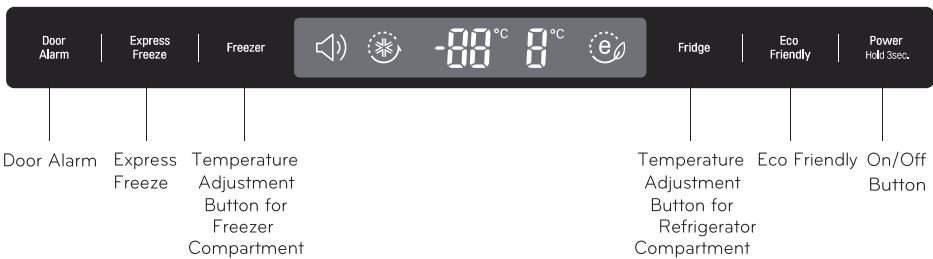 Door Alarm
Express Freeze
Freezer
-88°C 8°C
e
Fridge
Eco Friendly
Power
Hold 3sec.
Door Alarm
Express
Freeze
Temperature
Adjustment
Button for
Freezer
Compartment
Temperature
Adjustment
Button for
Refrigerator
Compartment
Eco Friendly
On/Off
Button